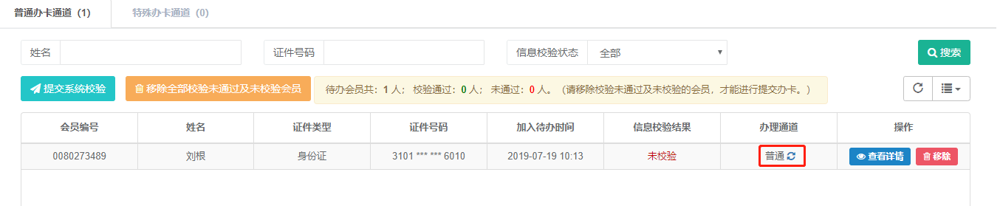 普通办卡通道（1） 特殊办卡通道（0）
姓名 证件号码 信息校验状态 全部 搜索
提交系统校验 移除全部校验未通过及未校验会员 待办会员共：1 人； 校验通过：0 人； 未通过：0 人。（请移除校验未通过及未校验的会员，才能进行提交办卡。）
会员编号 姓名 证件类型 证件号码 加入待办时间 信息校验结果 办理通道 操作
0080273489 刘根 身份证 3101 *** *** 6010 2019-07-19 10:13 未校验 普通 查看详情 移除